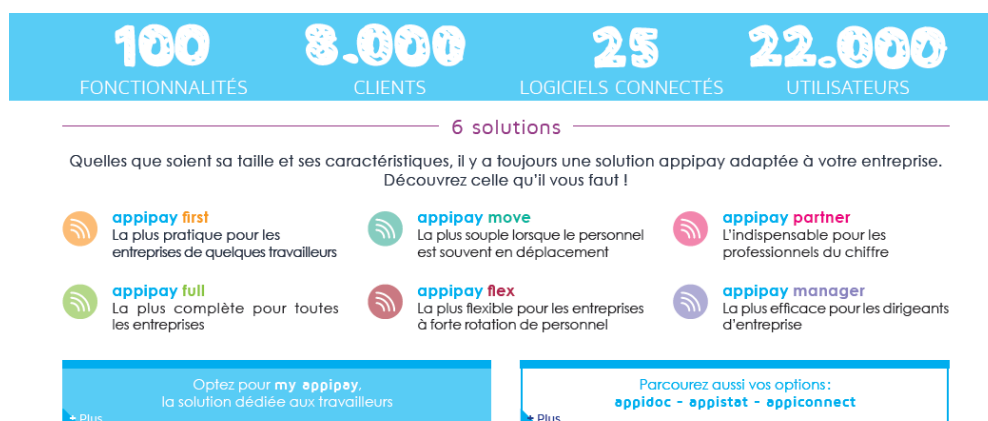 100
FONCTIONNALITÉS
8.000
CLIENTS
25
LOGICIELS CONNECTÉS
22.000
UTILISATEURS
6 solutions
Quelles que soient sa taille et ses caractéristiques, il y a toujours une solution appipay adaptée à votre entreprise.
Découvrez celle qu'il vous faut !
appipay first
La plus pratique pour les
entreprises de quelques travailleurs
appipay move
La plus souple lorsque le personnel
est souvent en déplacement
appipay partner
L'indispensable pour les
professionnels du chiffre
appipay full
La plus complète pour toutes
les entreprises
appipay flex
La plus flexible pour les entreprises
à forte rotation de personnel
appipay manager
La plus efficace pour les dirigeants
d'entreprise
Optez pour my appipay,
la solution dédiée aux travailleurs
+ Plus
Parcourez aussi vos options :
appidoc - appistat - appiconnect
+ Plus